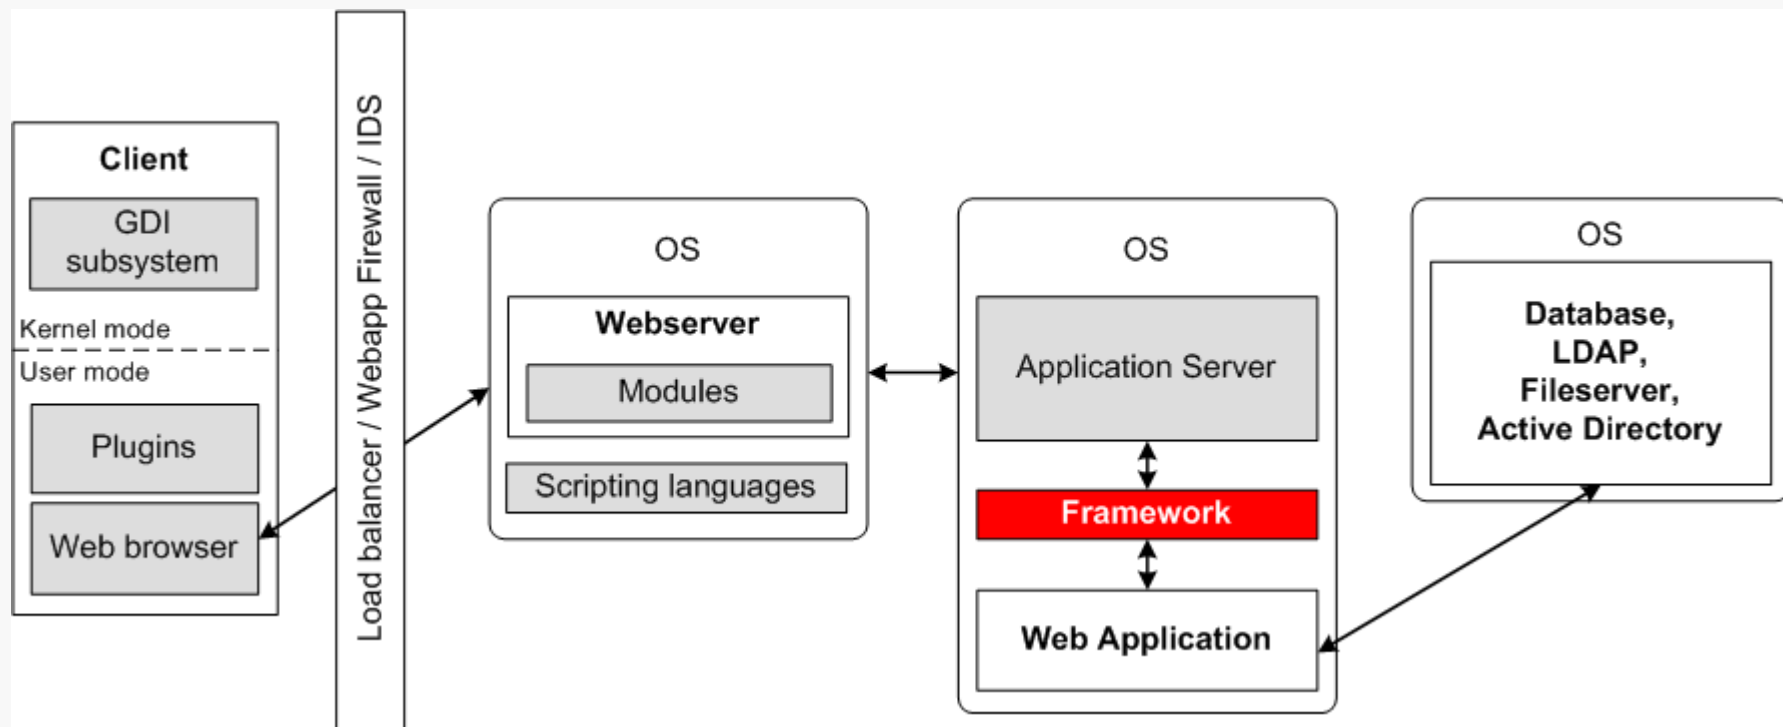 Client
GDI
subsystem
Kernel mode
User mode
Plugins
Web browser
Load balancer / Webapp Firewall / IDS
OS
Webserver
Modules
Scripting languages
OS
Application Server
Framework
Web Application
OS
Database,
LDAP,
Fileserver,
Active Directory